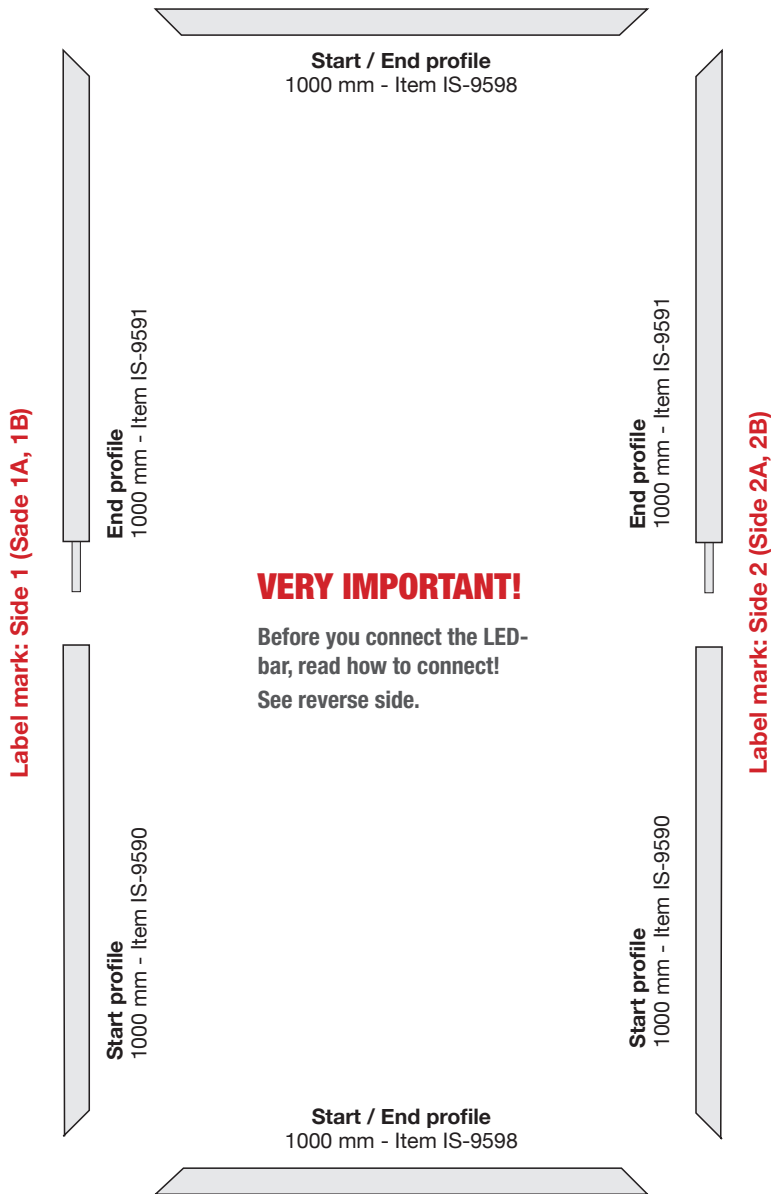 Start / End profile
1000 mm - Item IS-9598
Label mark: Side 1 (Sade 1A, 1B)
End profile
1000 mm - Item IS-9591
End profile
1000 mm - Item IS-9591
Label mark: Side 2 (Side 2A, 2B)
VERY IMPORTANT!
Before you connect the LED-
bar, read how to connect!
See reverse side.
Start profile
1000 mm - Item IS-9590
Start profile
1000 mm - Item IS-9590
Start / End profile
1000 mm - Item IS-9598